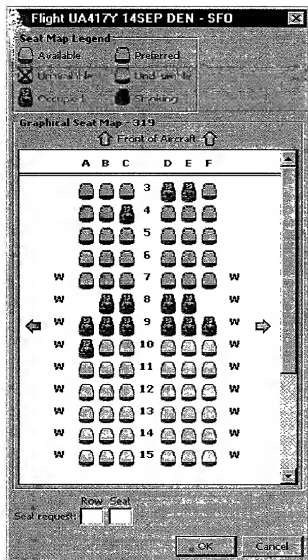 Flight UA417Y 14SEP DEN - SFO
Seat Map Legend
Available Preferred
Unavailable Undesirable
Occupied Smoking
Graphical Seat Map - 319
Front of Aircraft
A B C D E F
3
4
5
6
W 7 W
W 8 W
W 9 W
W 10 W
W 11 W
W 12 W
W 13 W
W 14 W
W 15 W
Row Seat
Seat request:
OK Cancel